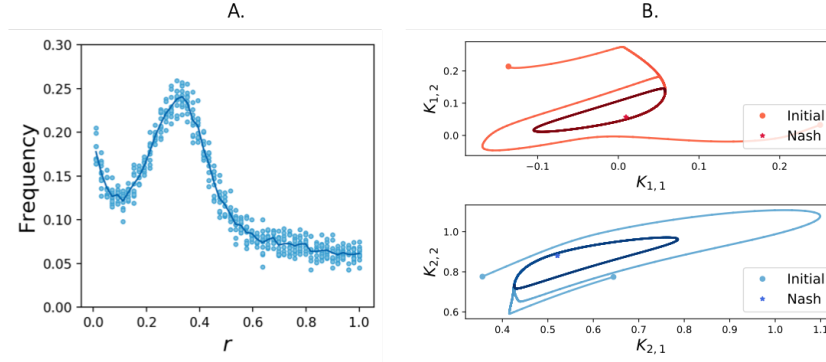 A.
B.
0.30
0.25
0.20
0.15
0.10
0.05
0.00
Frequency
0.0 0.2 0.4 0.6 0.8 1.0
r
K1,2
0.2
0.1
0.0
Initial
Nash
−0.1 0.0 0.1 0.2
K1,1
K2,2
1.0
0.8
0.6
Initial
Nash
0.4 0.5 0.6 0.7 0.8 0.9 1.0 1.1
K2,1